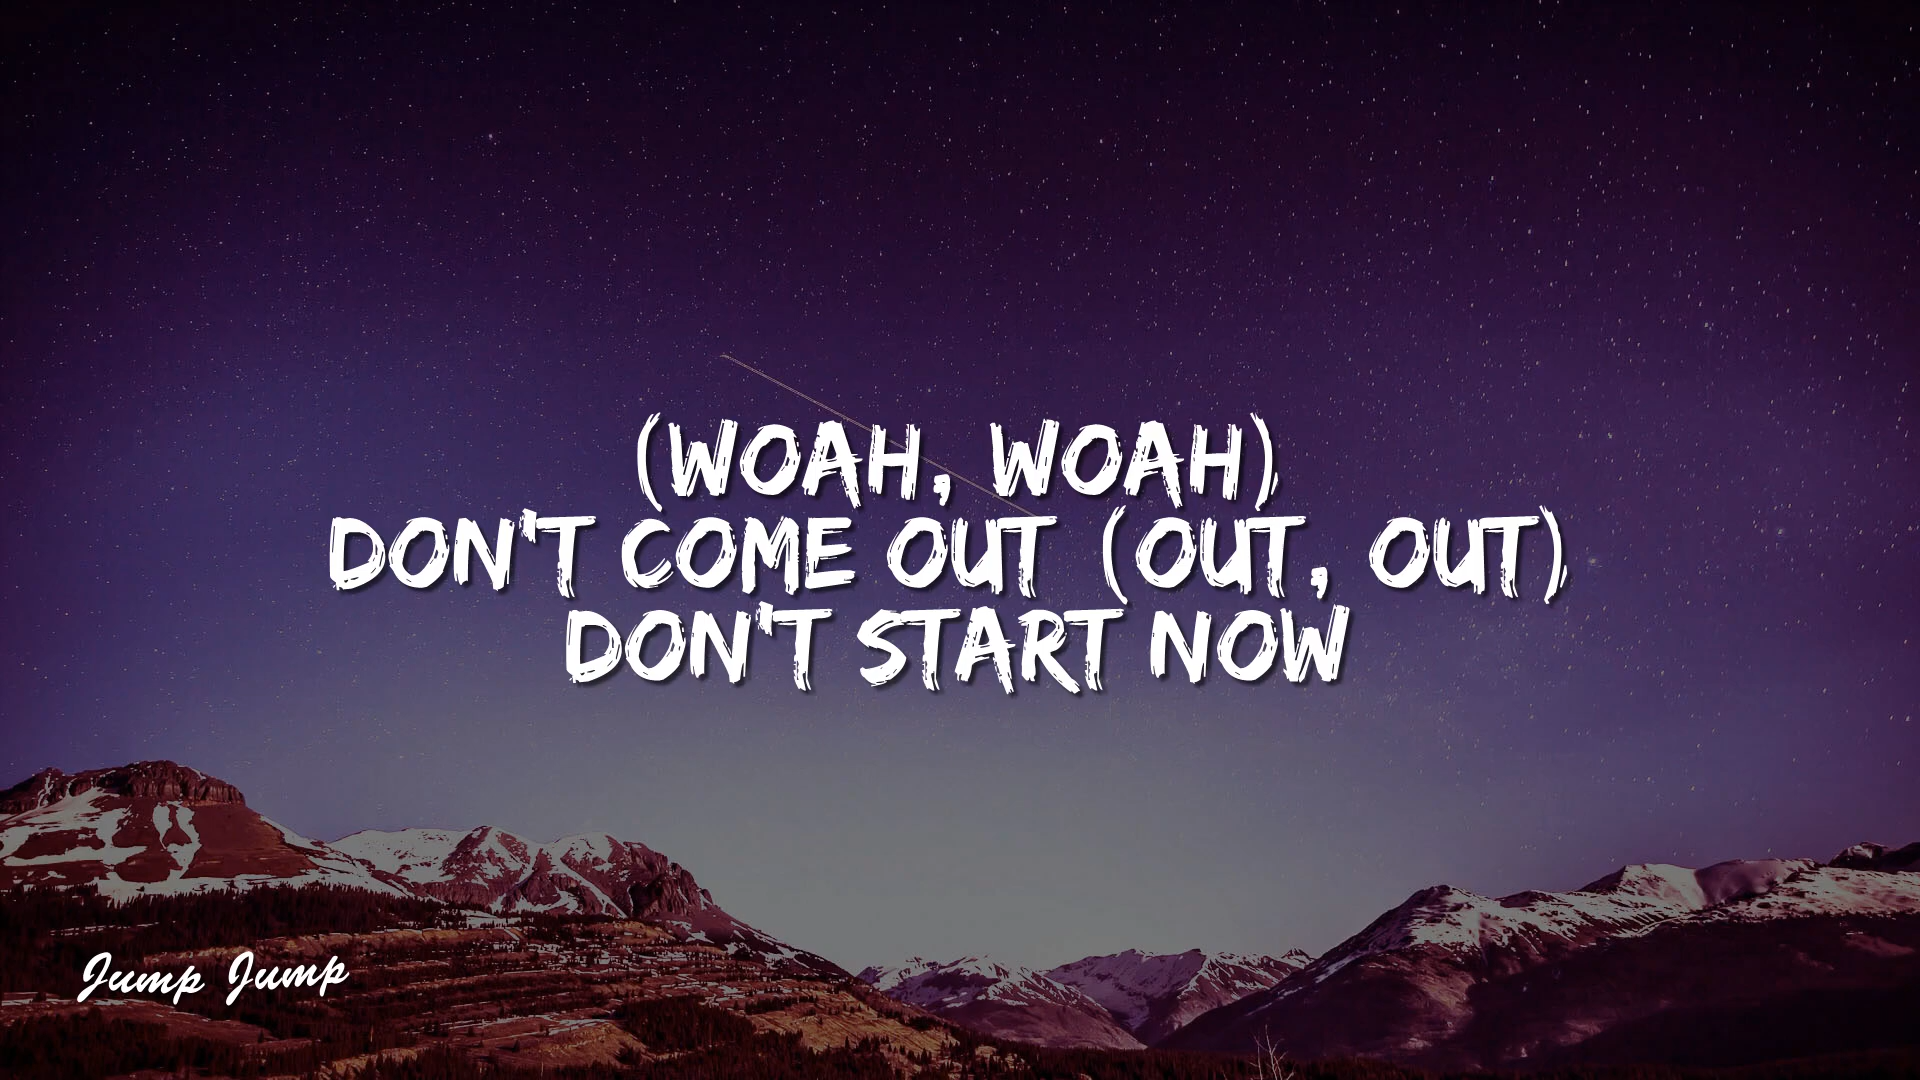 (WOAH, WOAH)
DON'T COME OUT (OUT, OUT)
DON'T START NOW
Jump Jump